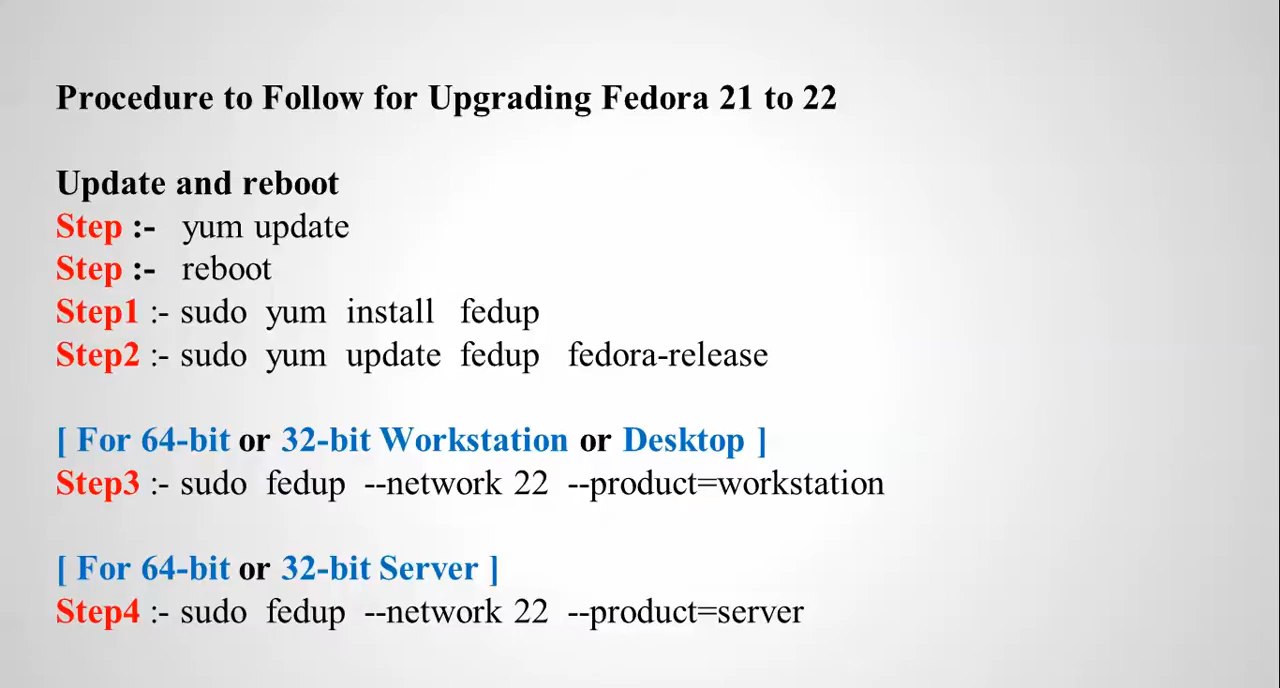 Procedure to Follow for Upgrading Fedora 21 to 22
Update and reboot
Step :- yum update
Step :- reboot
Step1 :- sudo yum install fedup
Step2 :- sudo yum update fedup fedora-release
[ For 64-bit or 32-bit Workstation or Desktop ]
Step3 :- sudo fedup --network 22 --product=workstation
[ For 64-bit or 32-bit Server ]
Step4 :- sudo fedup --network 22 --product=server